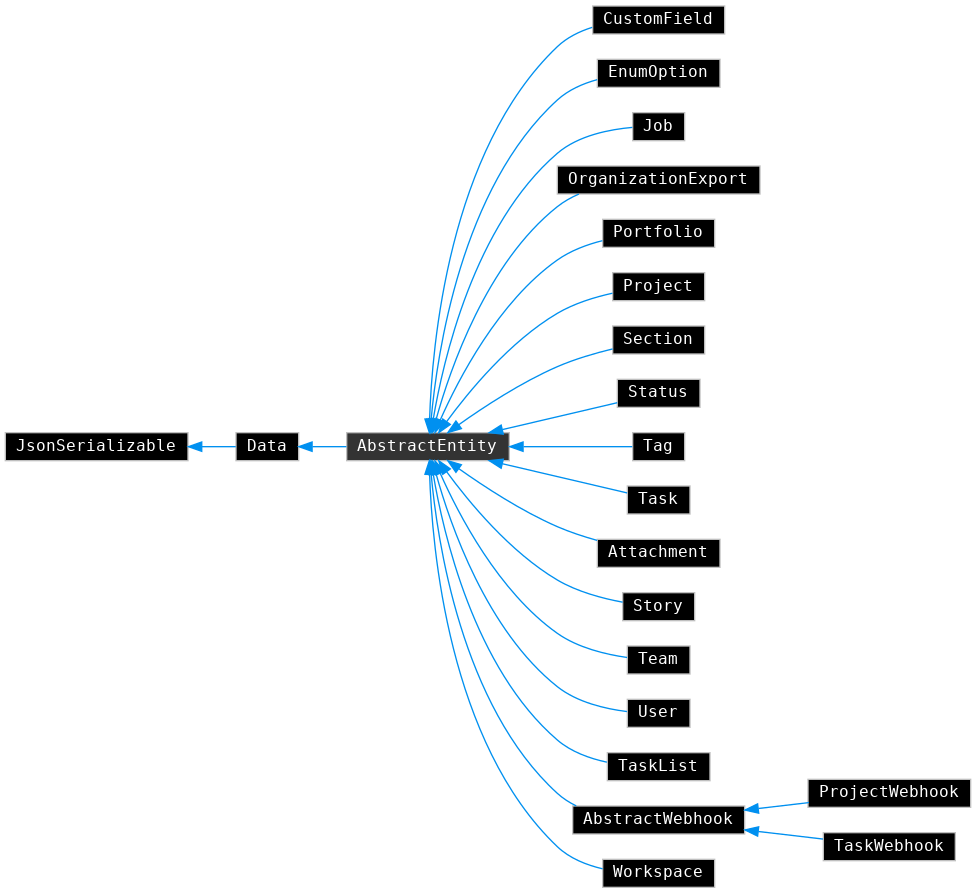 CustomField
EnumOption
Job
OrganizationExport
Portfolio
Project
Section
Status
JsonSerializable
Data
AbstractEntity
Tag
Task
Attachment
Story
Team
User
TaskList
ProjectWebhook
AbstractWebhook
TaskWebhook
Workspace